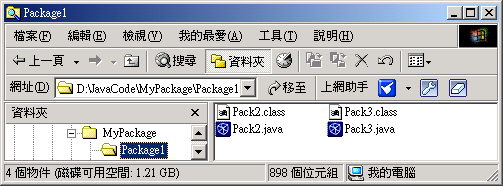 Package1
檔案(F) 編輯(E) 檢視(V) 我的最愛(A) 工具(T)
上一頁 搜尋 資料夾
網址(D) D:\JavaCode\MyPackage\Package1 移至 上網助手
資料夾
MyPackage
Package1
Pack2.class Pack3.class
Pack2.java Pack3.java
4 個物件 (磁碟可用空間: 1.21 GB) 898 個位元組 我的電腦